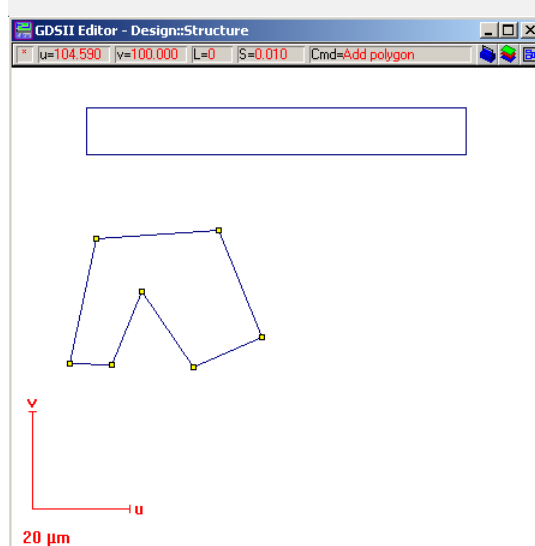 GDSII Editor - Design::Structure
* u=104.590 v=100.000 L=0 S=0.010 Cmd=Add polygon
v
u
20 µm